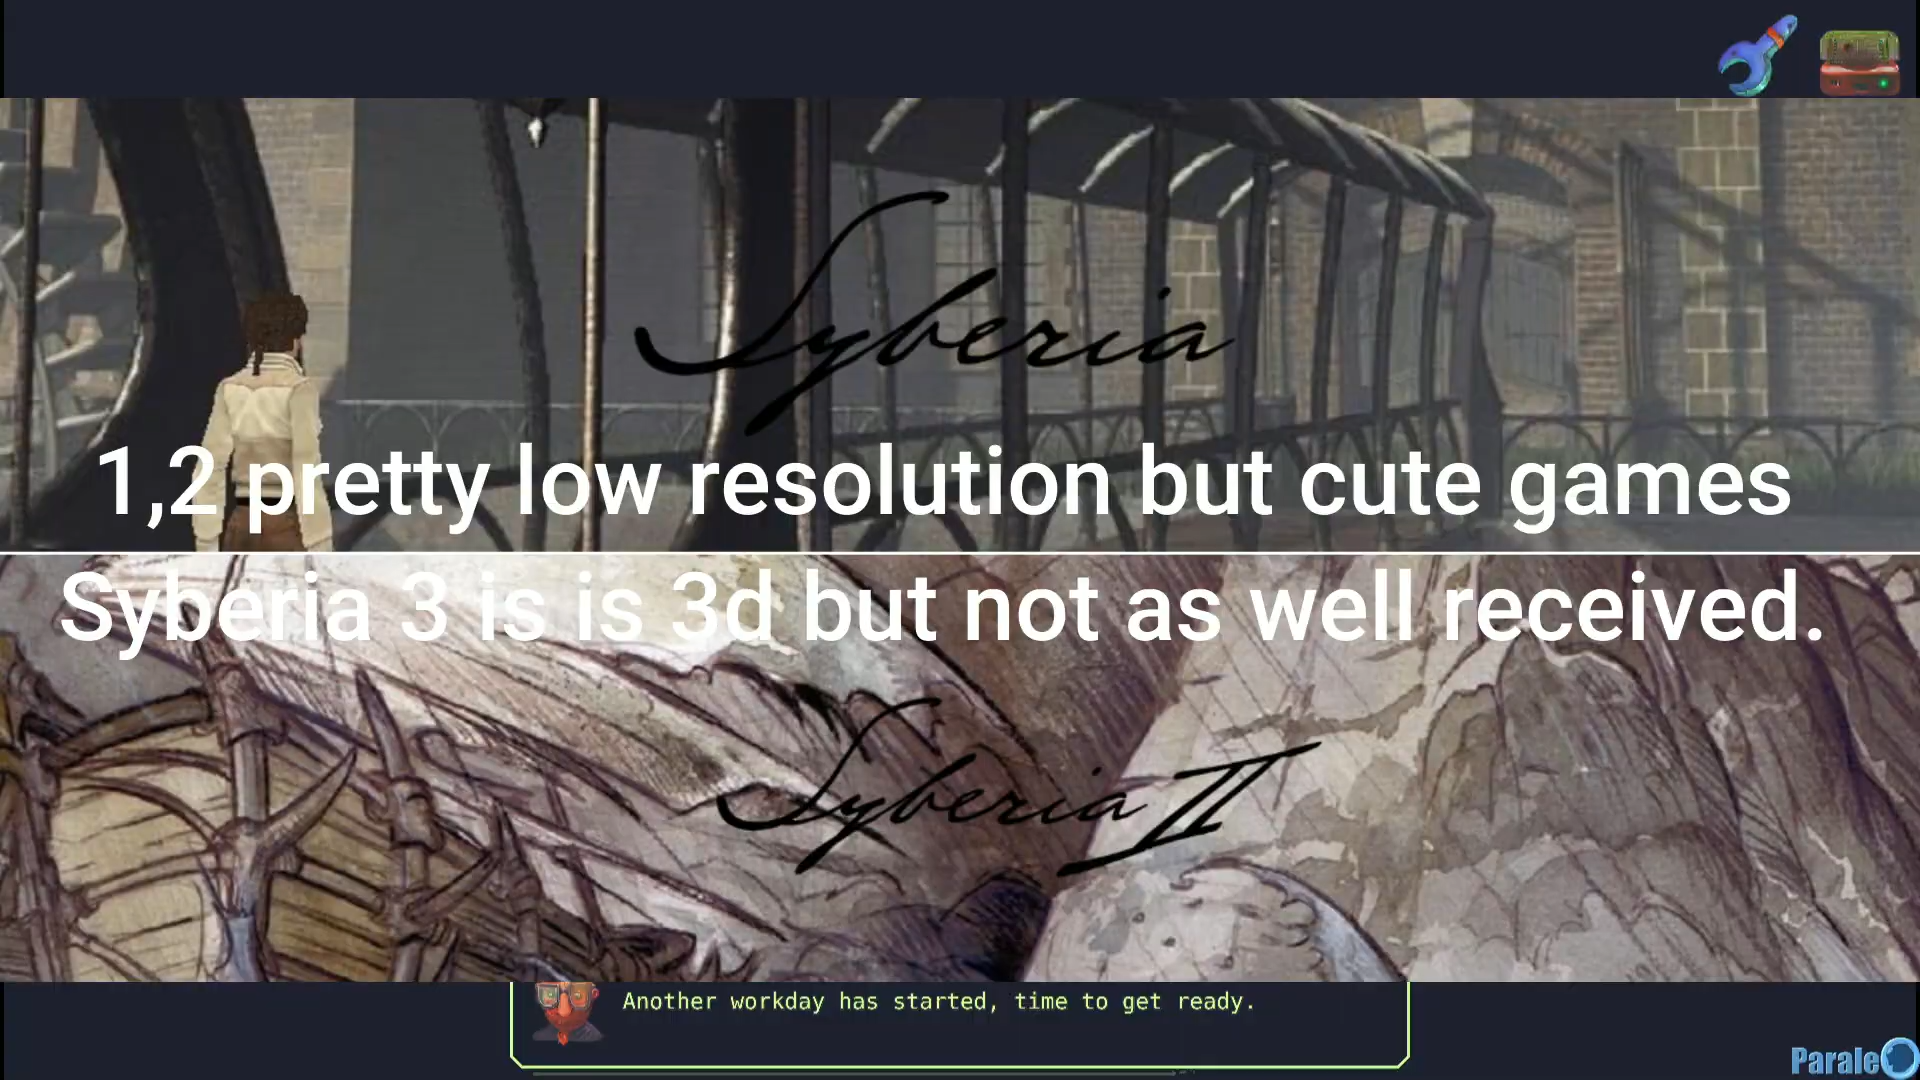 Syberia
1,2 pretty low resolution but cute games
Syberia 3 is is 3d but not as well received.
Syberia II
Another workday has started, time to get ready.
Parale